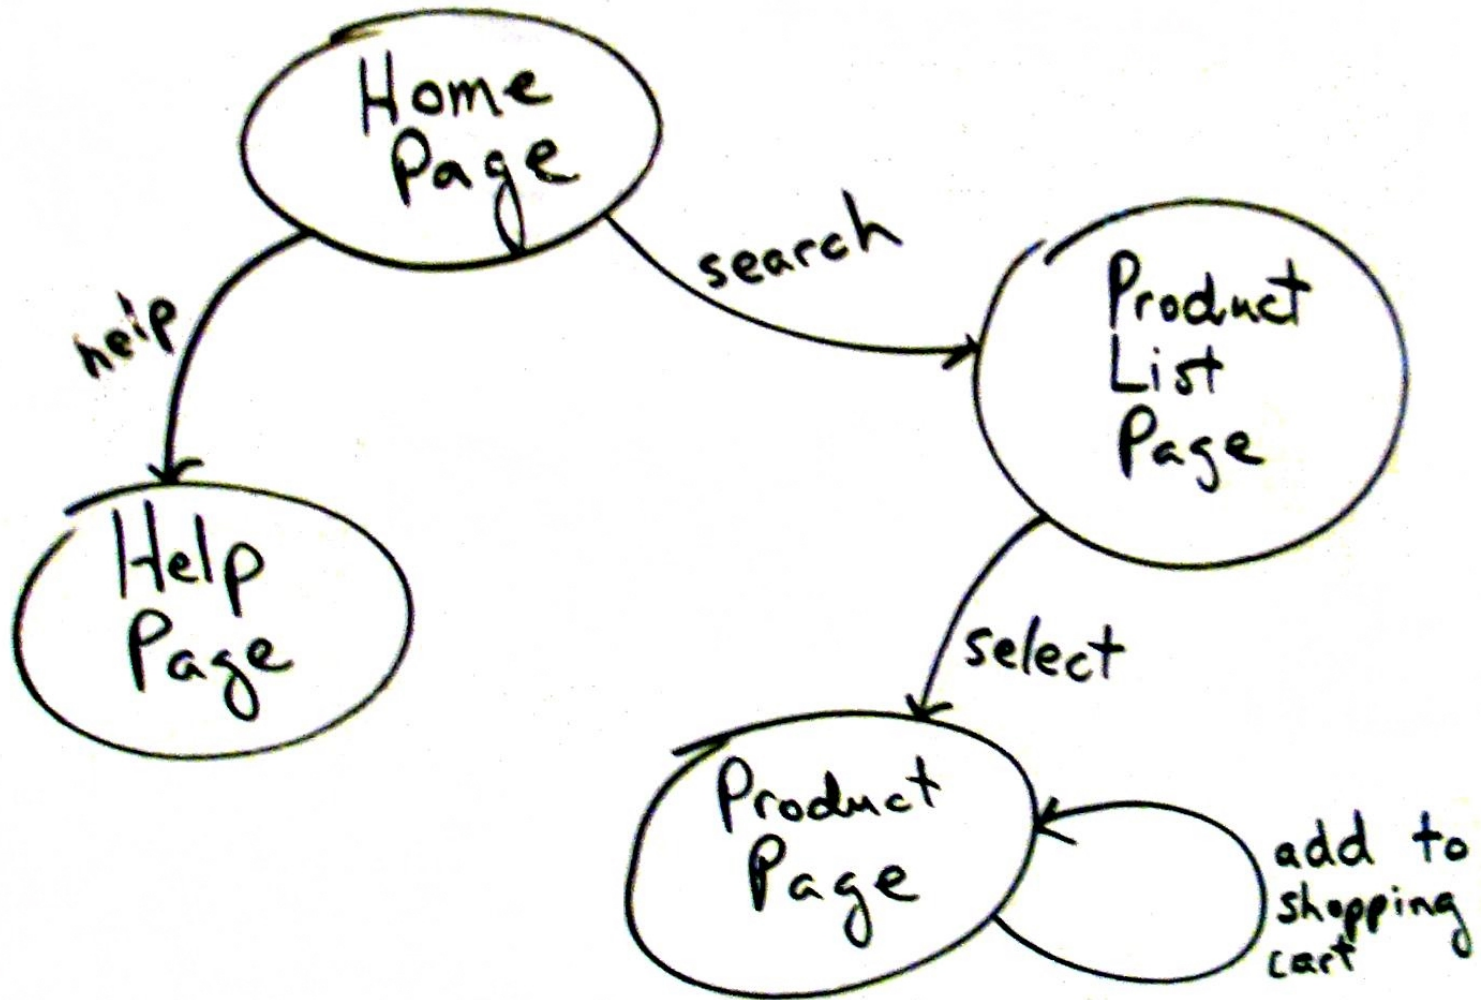 Home
Page
help
search
Product
List
Page
Help
Page
select
Product
Page
add to
shopping
cart